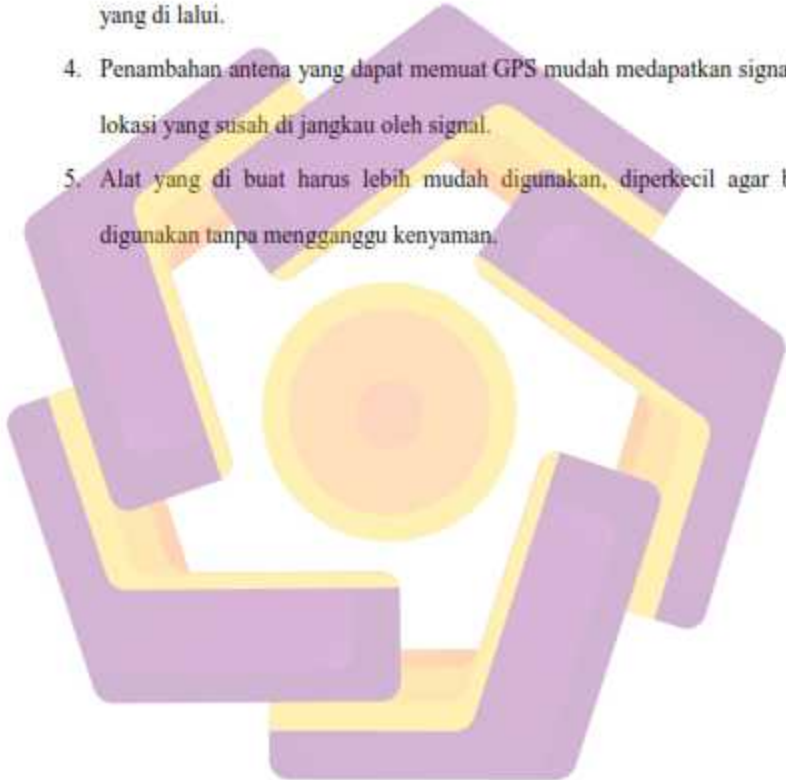 yang di lalui.
4. Penambahan antena yang dapat memuat GPS mudah medapatkan signa
lokasi yang susah di jangkau oleh signal.
5. Alat yang di buat harus lebih mudah digunakan, diperkecil agar b
digunakan tanpa mengganggu kenyaman.